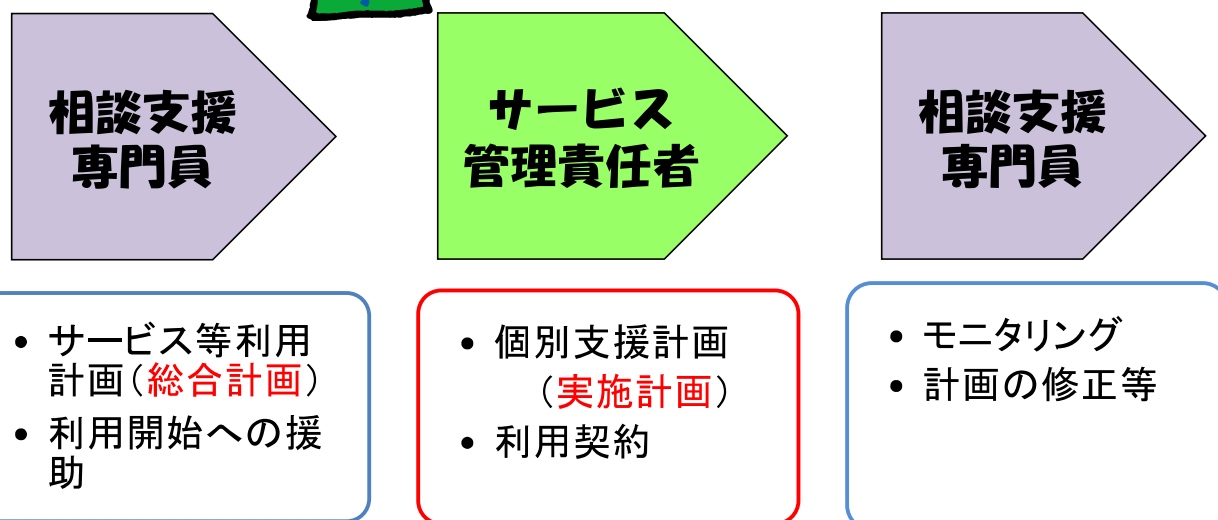 相談支援
専門員
サービス
管理責任者
相談支援
専門員
• サービス等利用
計画(総合計画)
• 利用開始への援
助
• 個別支援計画
(実施計画)
• 利用契約
• モニタリング
• 計画の修正等